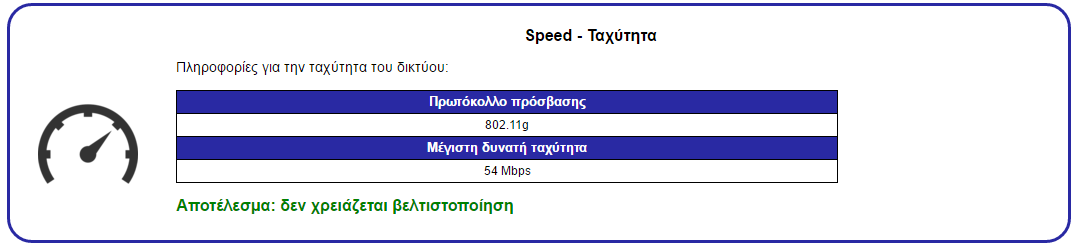 Speed - Ταχύτητα
Πληροφορίες για την ταχύτητα του δικτύου:
Πρωτόκολλο πρόσβασης
802.11g
Μέγιστη δυνατή ταχύτητα
54 Mbps
Αποτέλεσμα: δεν χρειάζεται βελτιστοποίηση